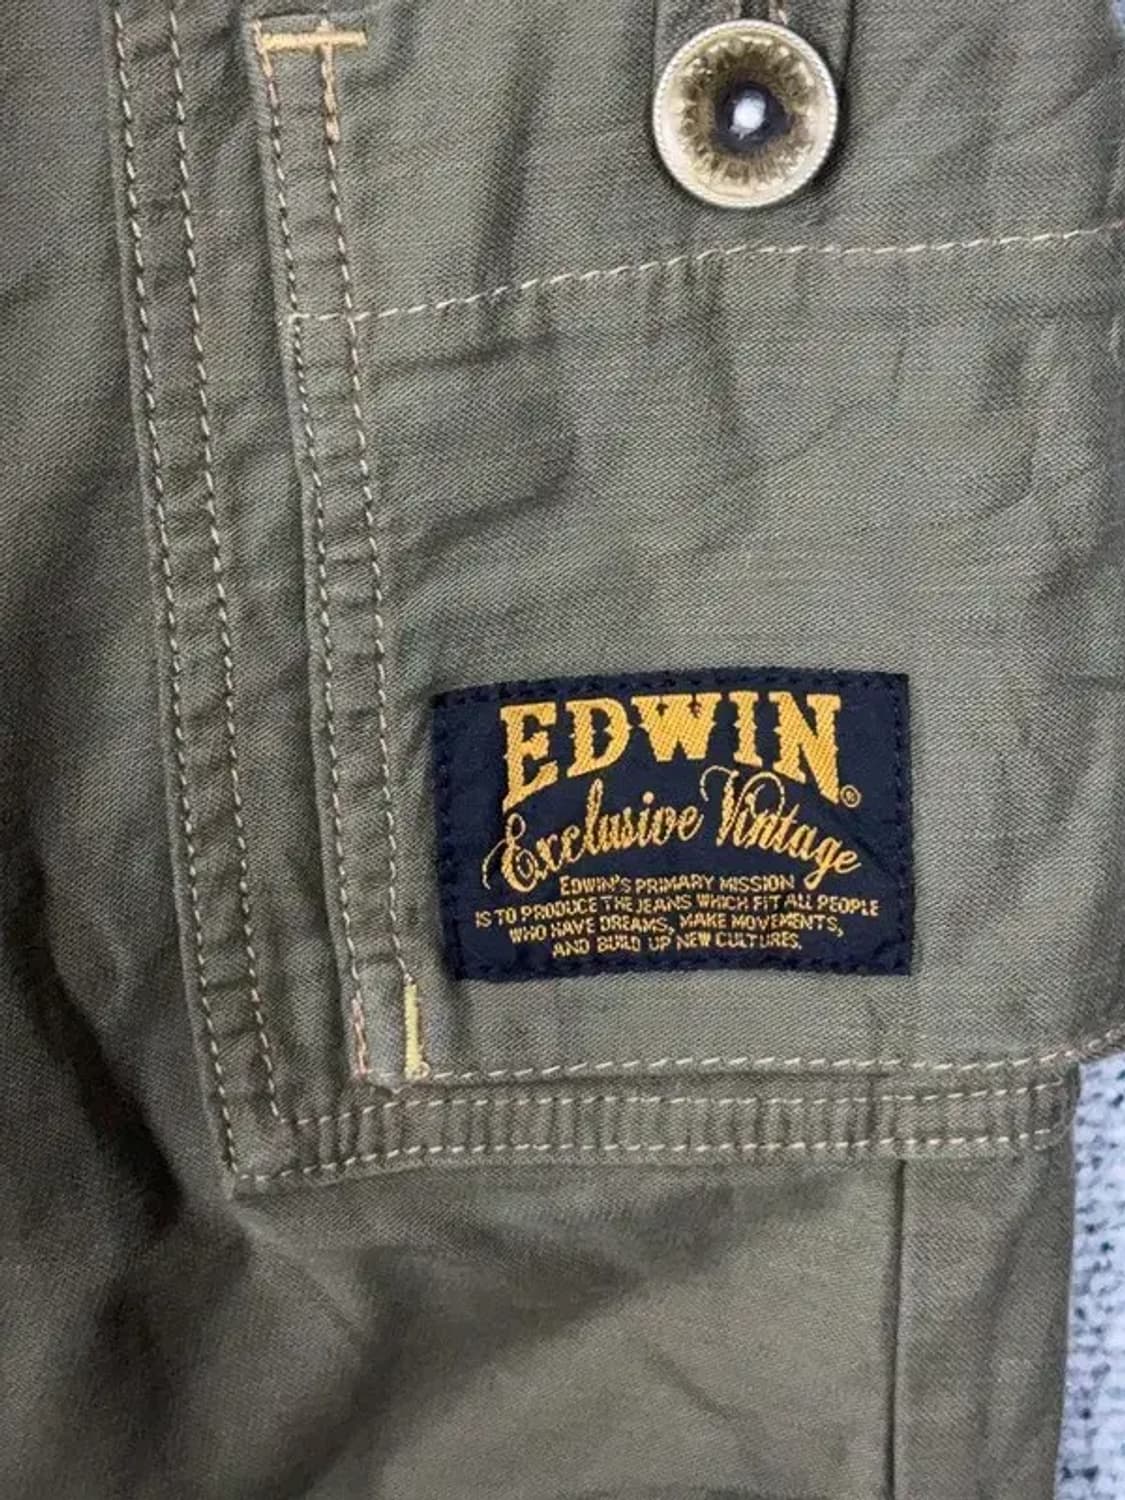 EDWIN®
Exclusive Vintage
EDWIN'S PRIMARY MISSION
IS TO PRODUCE THE JEANS WHICH FIT ALL PEOPLE
WHO HAVE DREAMS, MAKE MOVEMENTS,
AND BUILD UP NEW CULTURES.